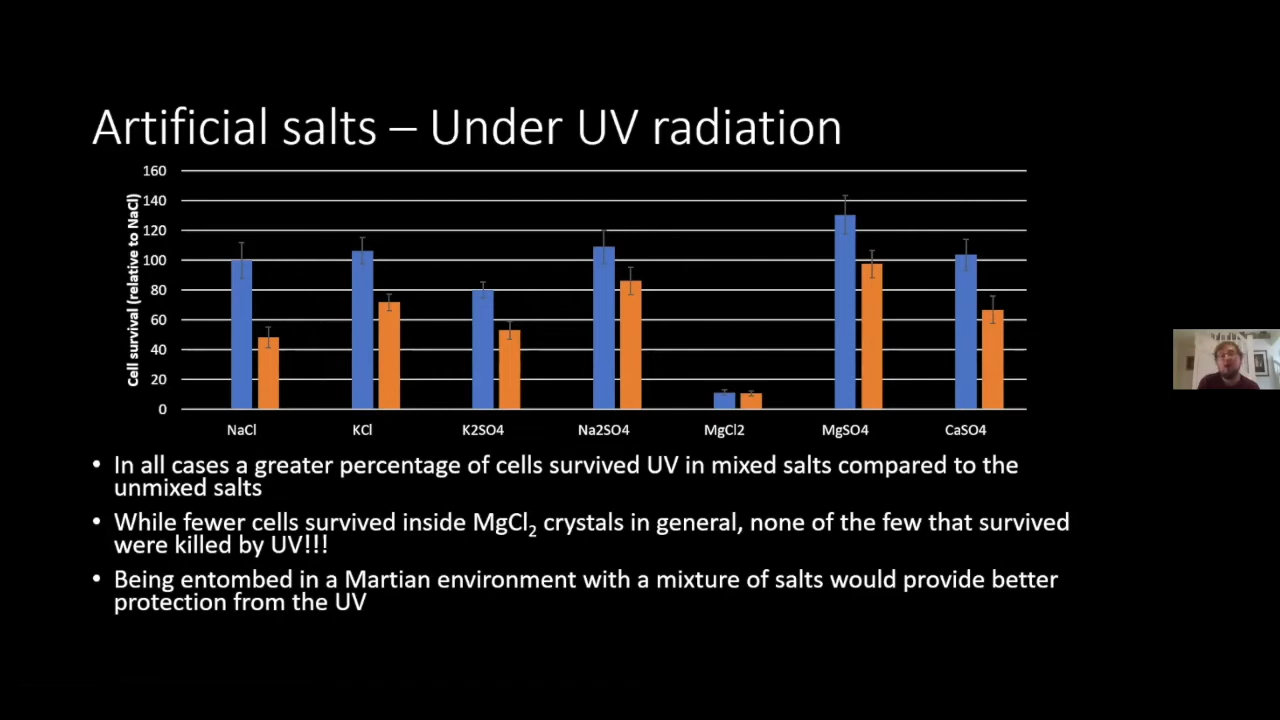 Artificial salts – Under UV radiation
Cell survival (relative to NaCl)
160
140
120
100
80
60
40
20
0
NaCl KCl K2SO4 Na2SO4 MgCl2 MgSO4 CaSO4
• In all cases a greater percentage of cells survived UV in mixed salts compared to the
unmixed salts
• While fewer cells survived inside MgCl₂ crystals in general, none of the few that survived
were killed by UV!!!
• Being entombed in a Martian environment with a mixture of salts would provide better
protection from the UV